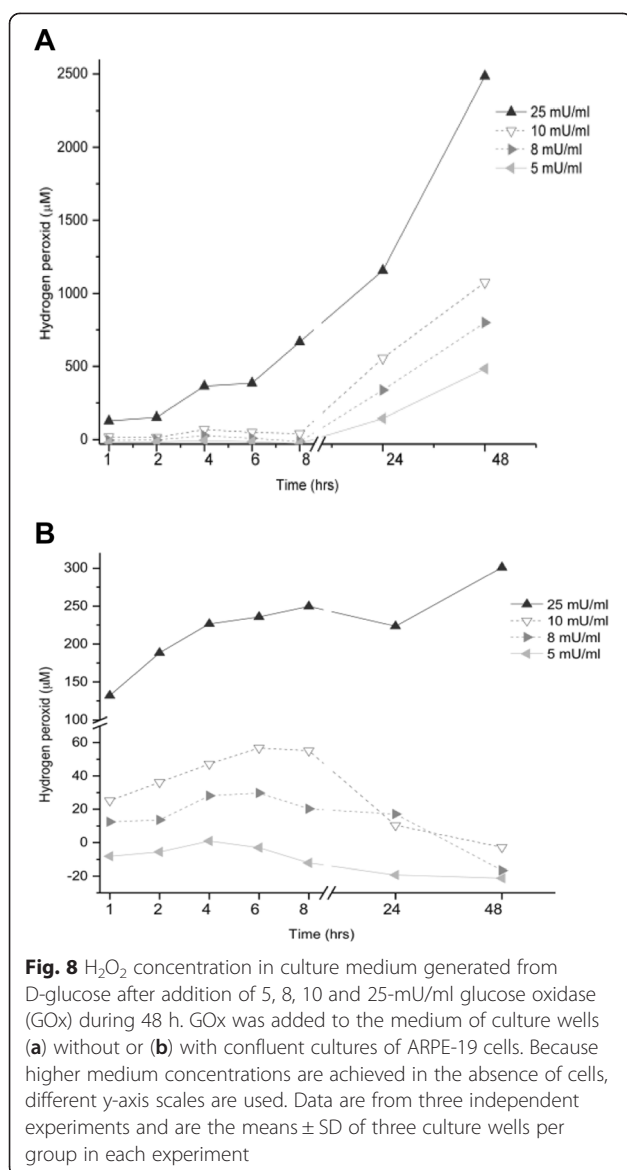 A
2500
2000
1500
1000
500
0
Hydrogen peroxid (μM)
25 mU/ml
10 mU/ml
8 mU/ml
5 mU/ml
1 2 4 6 8 24 48
Time (hrs)
B
300
250
200
150
100
60
40
20
0
-20
Hydrogen peroxid (μM)
25 mU/ml
10 mU/ml
8 mU/ml
5 mU/ml
1 2 4 6 8 24 48
Time (hrs)
Fig. 8 H₂O₂ concentration in culture medium generated from
D-glucose after addition of 5, 8, 10 and 25-mU/ml glucose oxidase
(GOx) during 48 h. GOx was added to the medium of culture wells
(a) without or (b) with confluent cultures of ARPE-19 cells. Because
higher medium concentrations are achieved in the absence of cells,
different y-axis scales are used. Data are from three independent
experiments and are the means ± SD of three culture wells per
group in each experiment